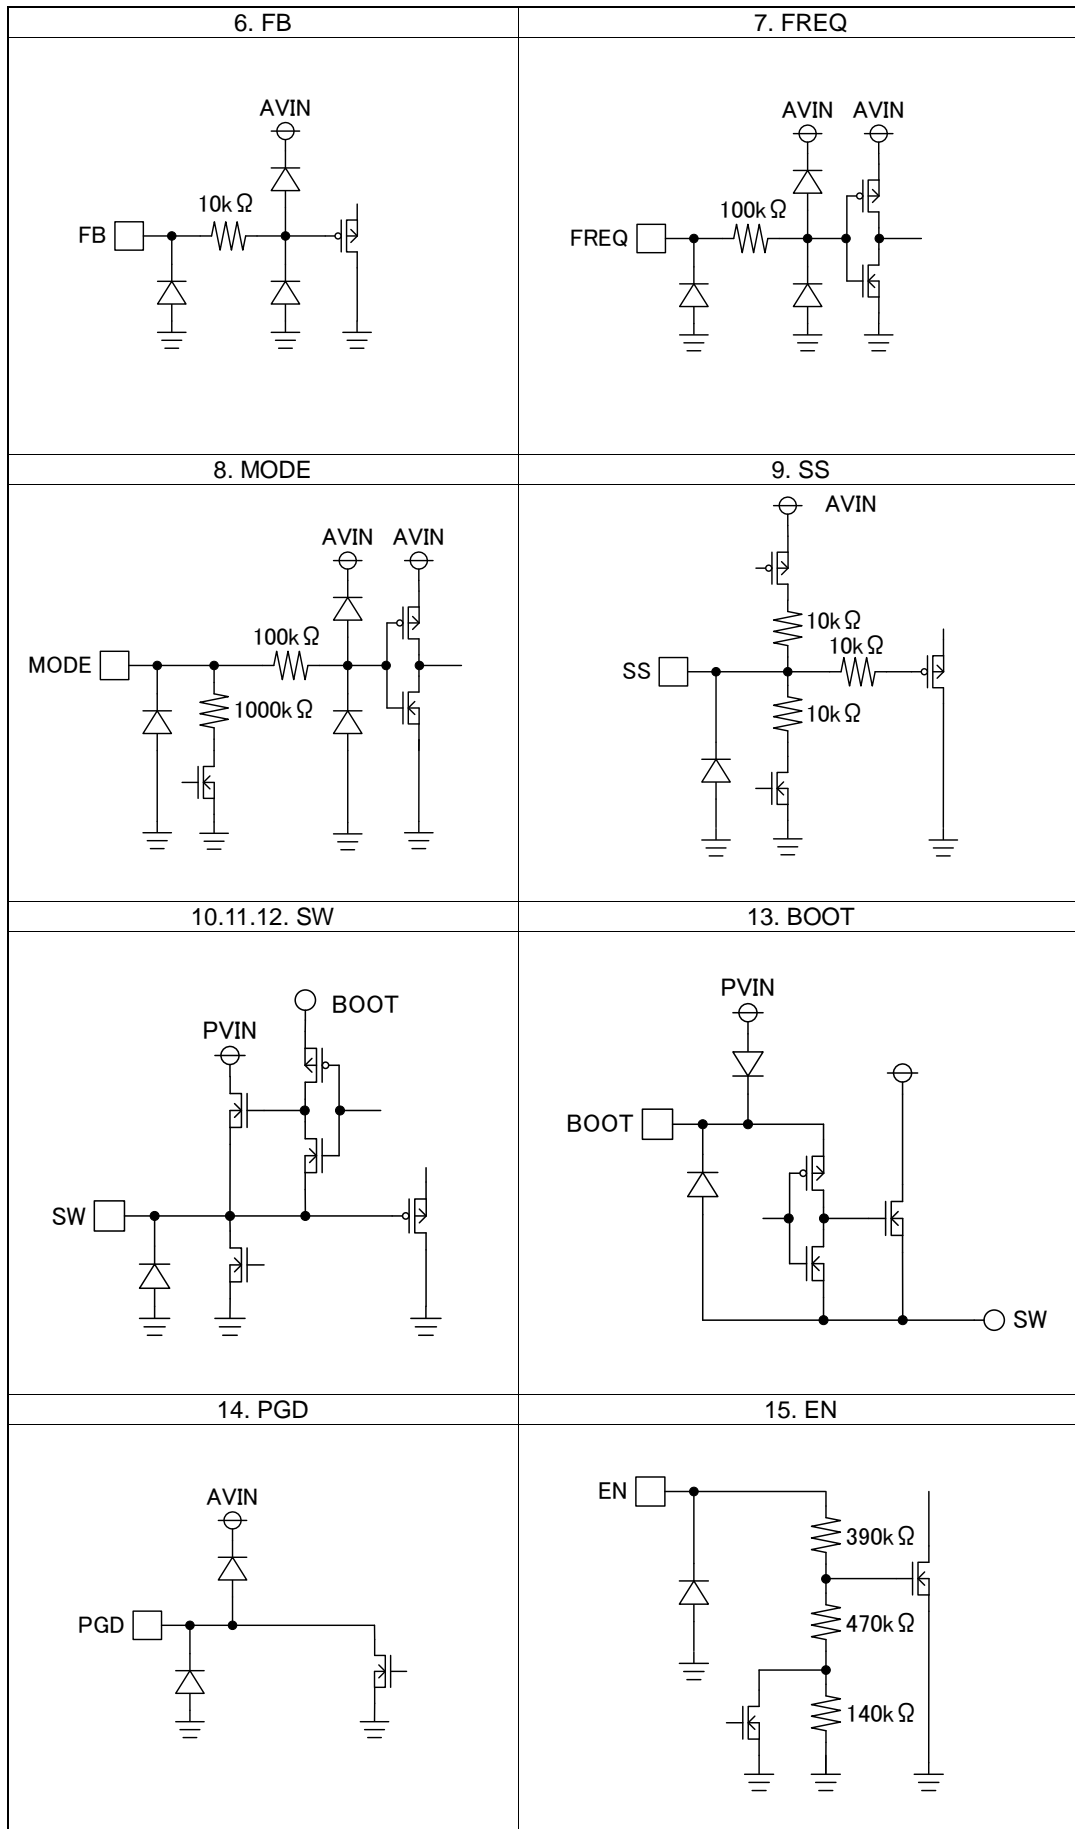 6. FB
7. FREQ
AVIN
10kΩ
FB
AVIN AVIN
100kΩ
FREQ
8. MODE
9. SS
AVIN AVIN
100kΩ
MODE
1000kΩ
AVIN
10kΩ
10kΩ
SS
10kΩ
10.11.12. SW
13. BOOT
BOOT
PVIN
SW
PVIN
BOOT
SW
14. PGD
15. EN
AVIN
PGD
EN
390kΩ
470kΩ
140kΩ